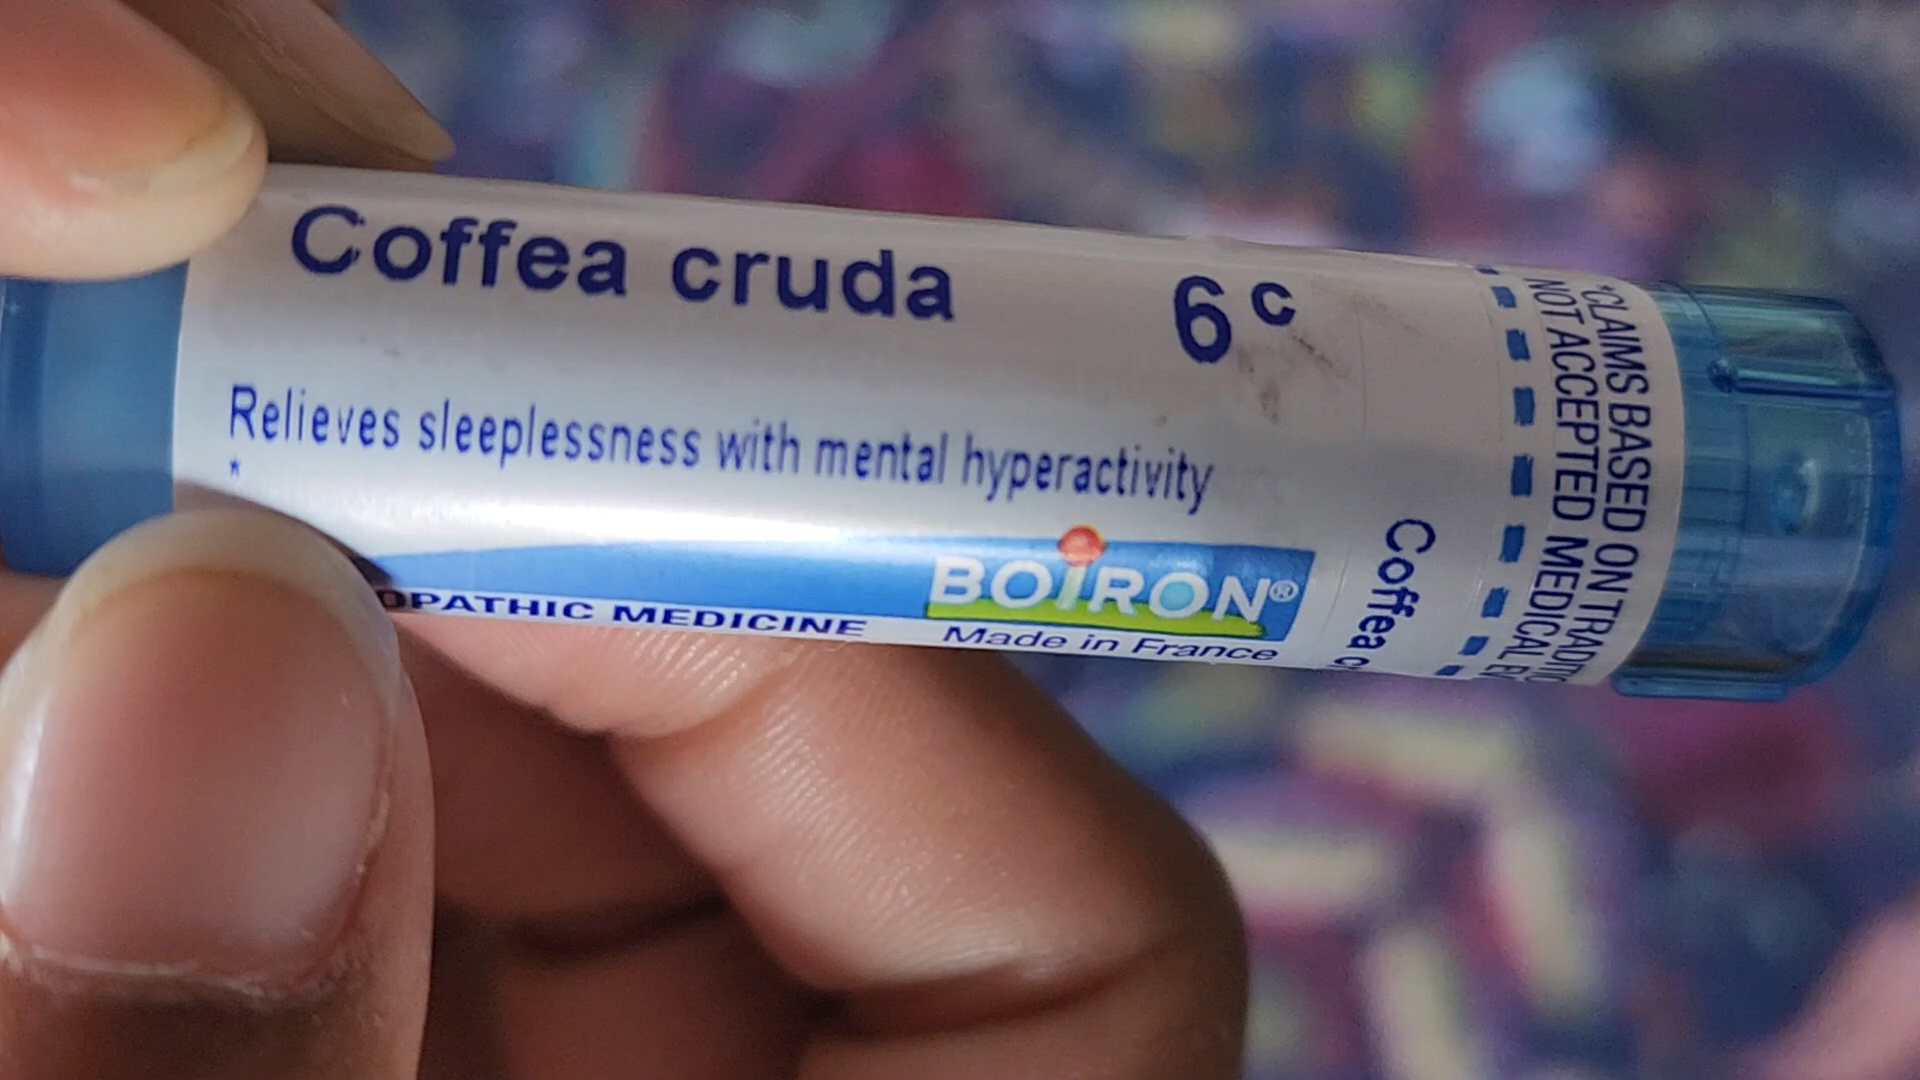 Coffea cruda 6c
Relieves sleeplessness with mental hyperactivity
*
OPATHIC MEDICINE
BOIRON®
Made in France
Coffea
*CLAIMS BASED ON
NOT ACCEPTED MEDICAL